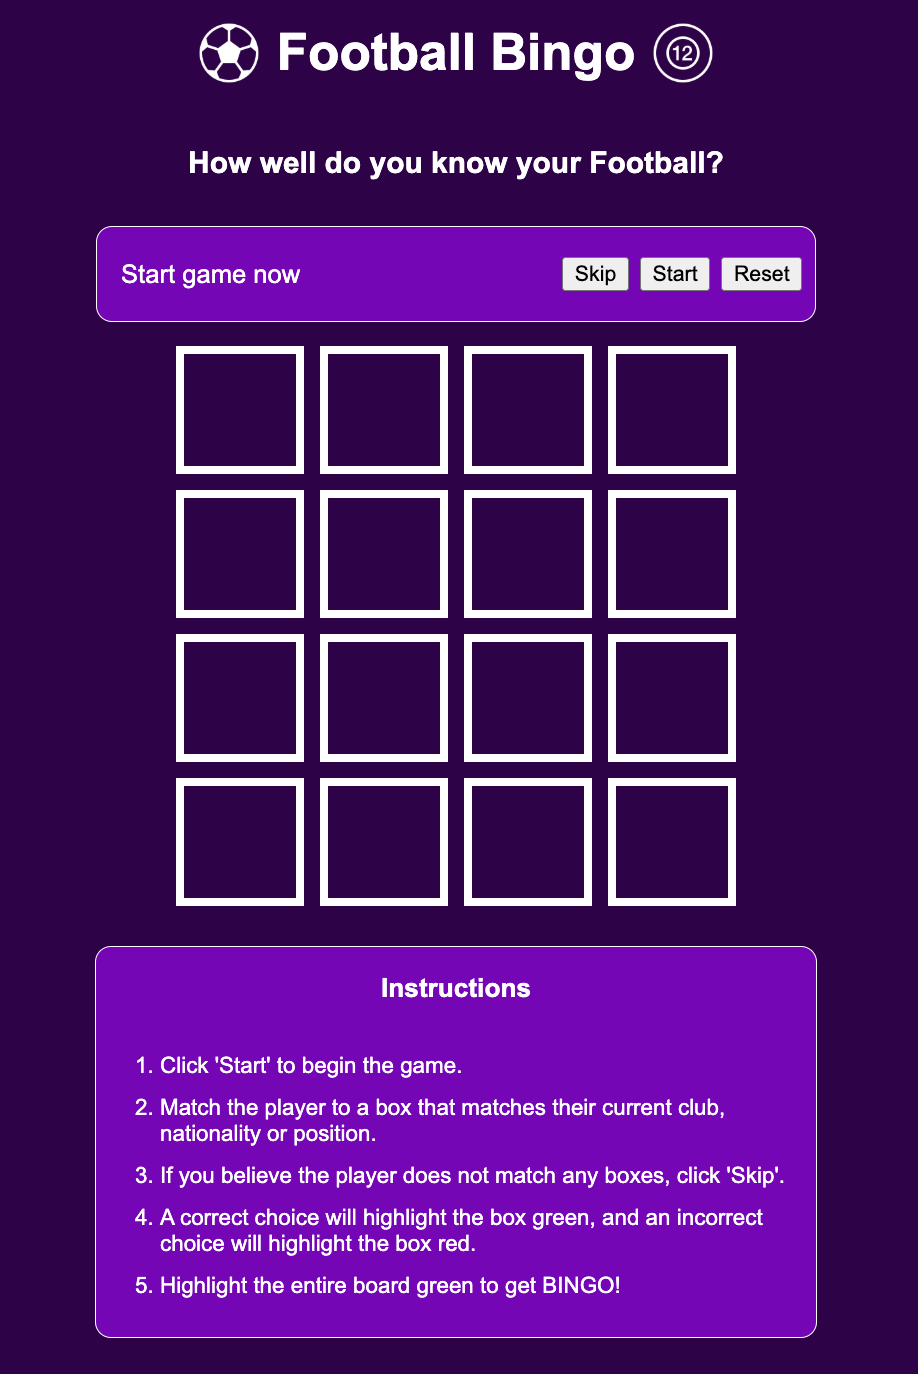 Football Bingo 12
How well do you know your Football?
Start game now Skip Start Reset
Instructions
1. Click 'Start' to begin the game.
2. Match the player to a box that matches their current club,
nationality or position.
3. If you believe the player does not match any boxes, click 'Skip'.
4. A correct choice will highlight the box green, and an incorrect
choice will highlight the box red.
5. Highlight the entire board green to get BINGO!